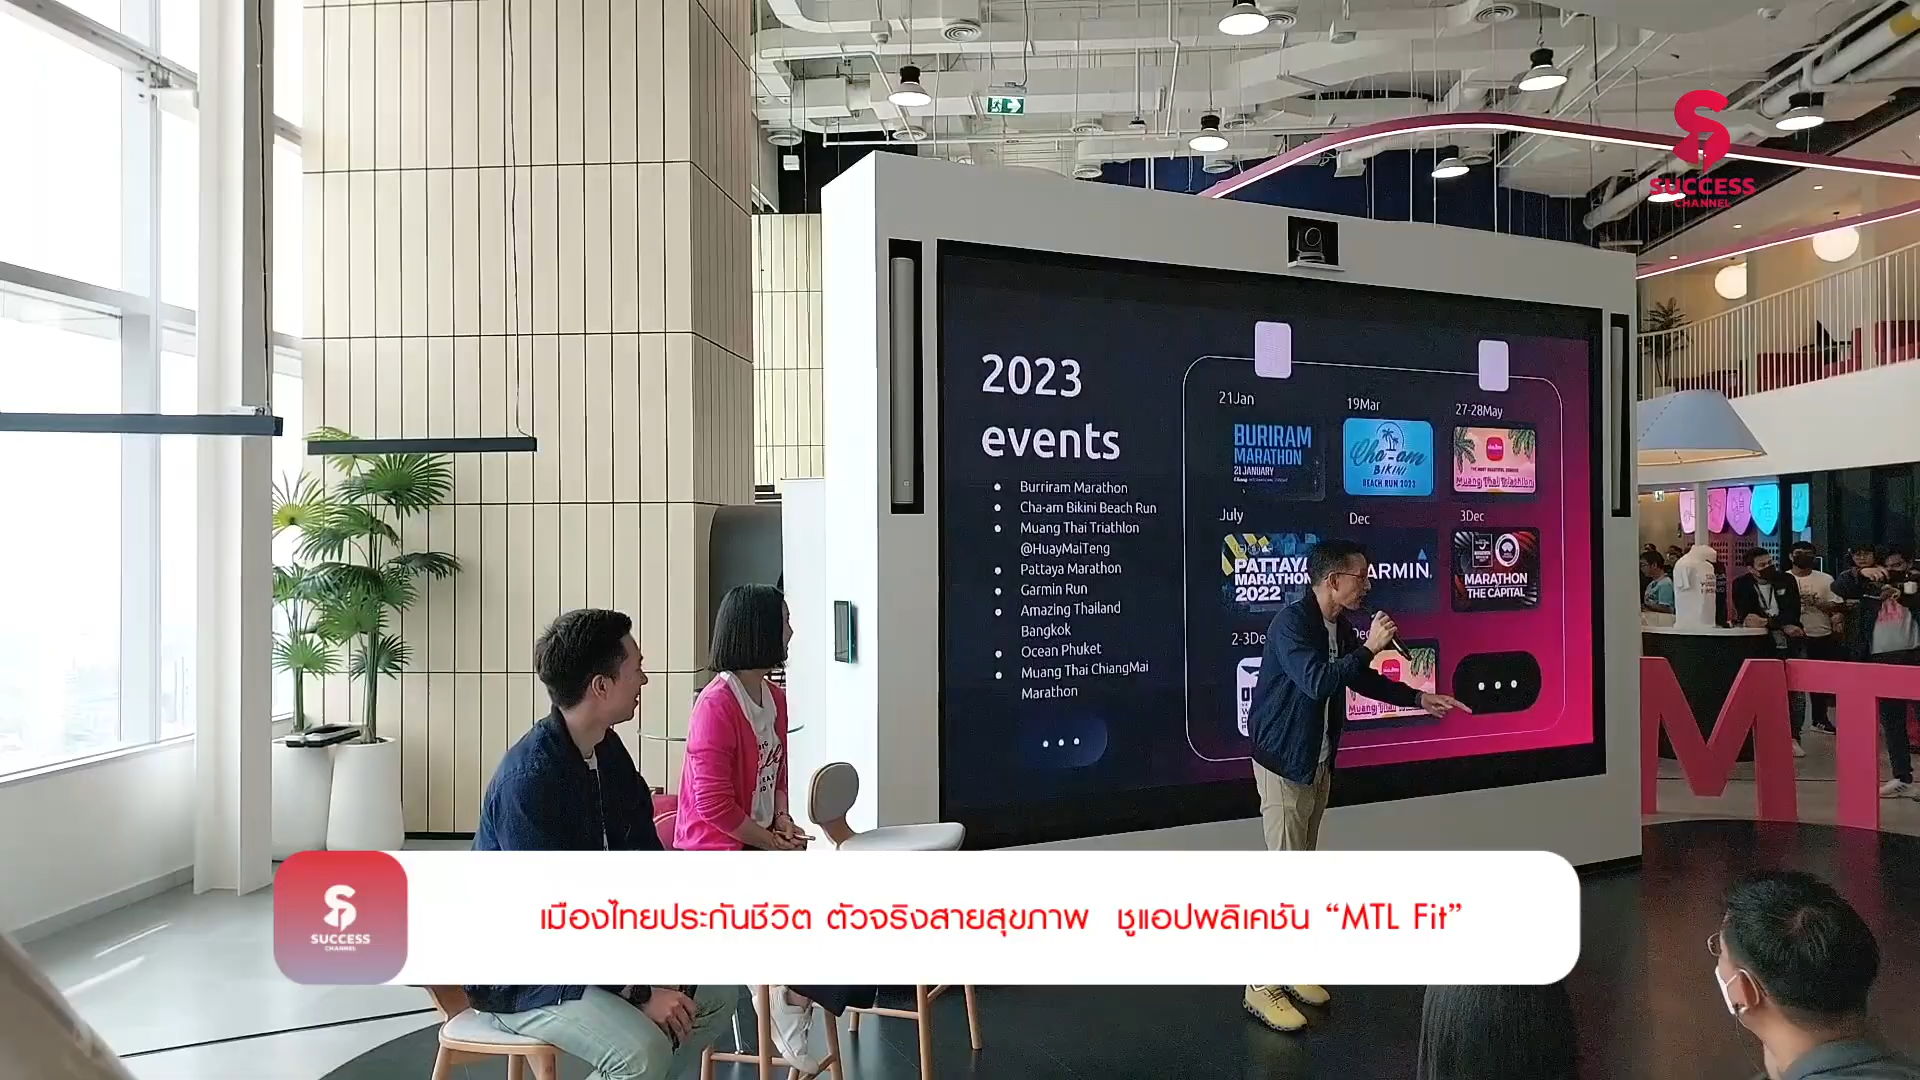 SUCCESS
CHANNEL
2023
events
Burriram Marathon
Cha-am Bikini Beach Run
Muang Thai Triathlon
@HuayMaiTeng
Pattaya Marathon
Garmin Run
Amazing Thailand
Bangkok
Ocean Phuket
Muang Thai ChiangMai
Marathon
21Jan
BURIRAM
MARATHON
21 JANUARY
19Mar
Cha-am
BIKINI
BEACH RUN 2023
27-28May
Muang Thai Triathlon
July
PATTAYA
MARATHON
2022
Dec
ARMIN
3Dec
MARATHON
THE CAPITAL
2-3De
Muang Thai
MT
SUCCESS
CHANNEL
เมืองไทยประกันชีวิต ตัวจริงสายสุขภาพ ชูแอปพลิเคชัน “MTL Fit”